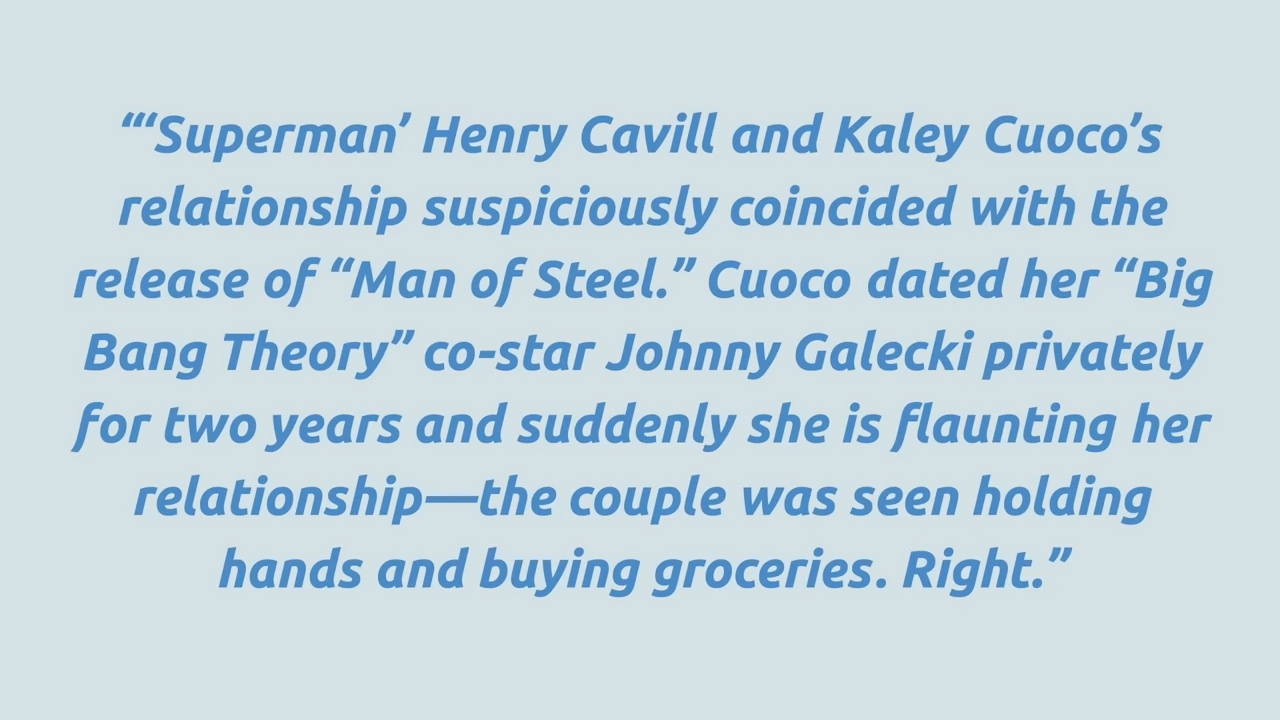 “‘Superman’ Henry Cavill and Kaley Cuoco’s
relationship suspiciously coincided with the
release of “Man of Steel.” Cuoco dated her “Big
Bang Theory” co-star Johnny Galecki privately
for two years and suddenly she is flaunting her
relationship—the couple was seen holding
hands and buying groceries. Right.”